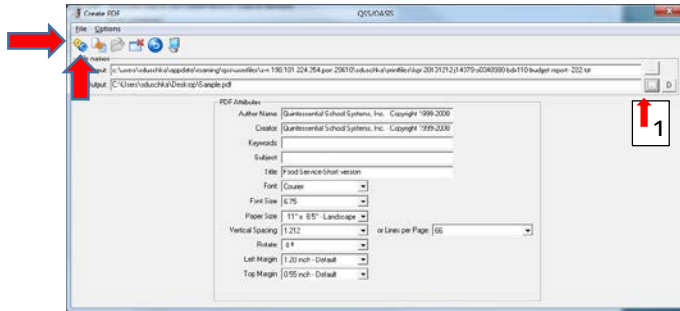 Create PDF
QSS/OASIS
File Options
File names
Output: C:\Users\sduschka\Desktop\Sample.pdf
D
1
PDF Attributes
Author Name Quintessential School Systems, Inc. Copyright 1999-2008
Creator Quintessential School Systems, Inc. Copyright 1999-2008
Keywords
Subject
Title Food Service-Short version
Font Courier
Font Size 6.75
Paper Size 11" x 8.5" - Landscape
Vertical Spacing 1.212 or Lines per Page: 66
Rotate 0 º
Left Margin 1.20 inch - Default
Top Margin 0.55 inch - Default